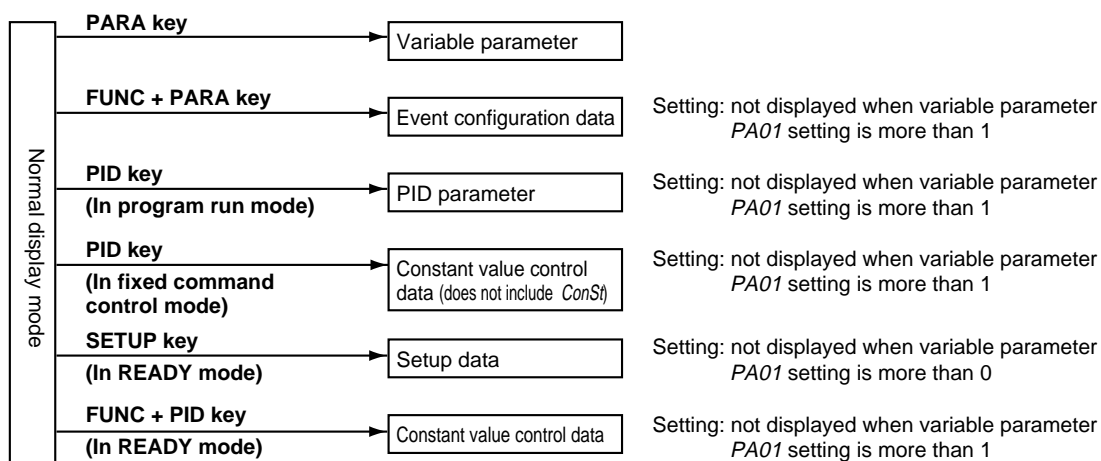 Normal display mode
PARA key
Variable parameter
FUNC + PARA key
Event configuration data
Setting: not displayed when variable parameter
PA01 setting is more than 1
PID key
(In program run mode)
PID parameter
Setting: not displayed when variable parameter
PA01 setting is more than 1
PID key
(In fixed command
control mode)
Constant value control
data (does not include ConSt)
Setting: not displayed when variable parameter
PA01 setting is more than 1
SETUP key
(In READY mode)
Setup data
Setting: not displayed when variable parameter
PA01 setting is more than 0
FUNC + PID key
(In READY mode)
Constant value control data
Setting: not displayed when variable parameter
PA01 setting is more than 1